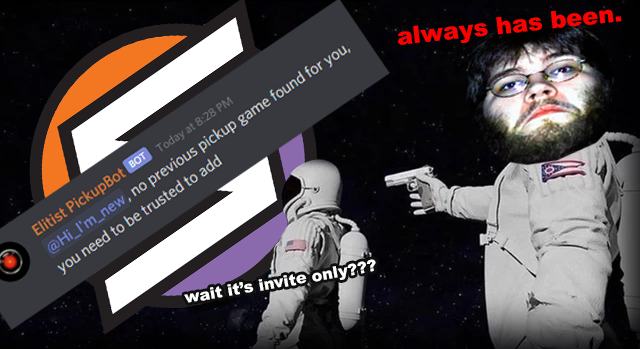 always has been.
Elitist PickupBot BOT Today at 8:28 PM
@Hi_I'm_new, no previous pickup game found for you,
you need to be trusted to add
wait it's invite only???